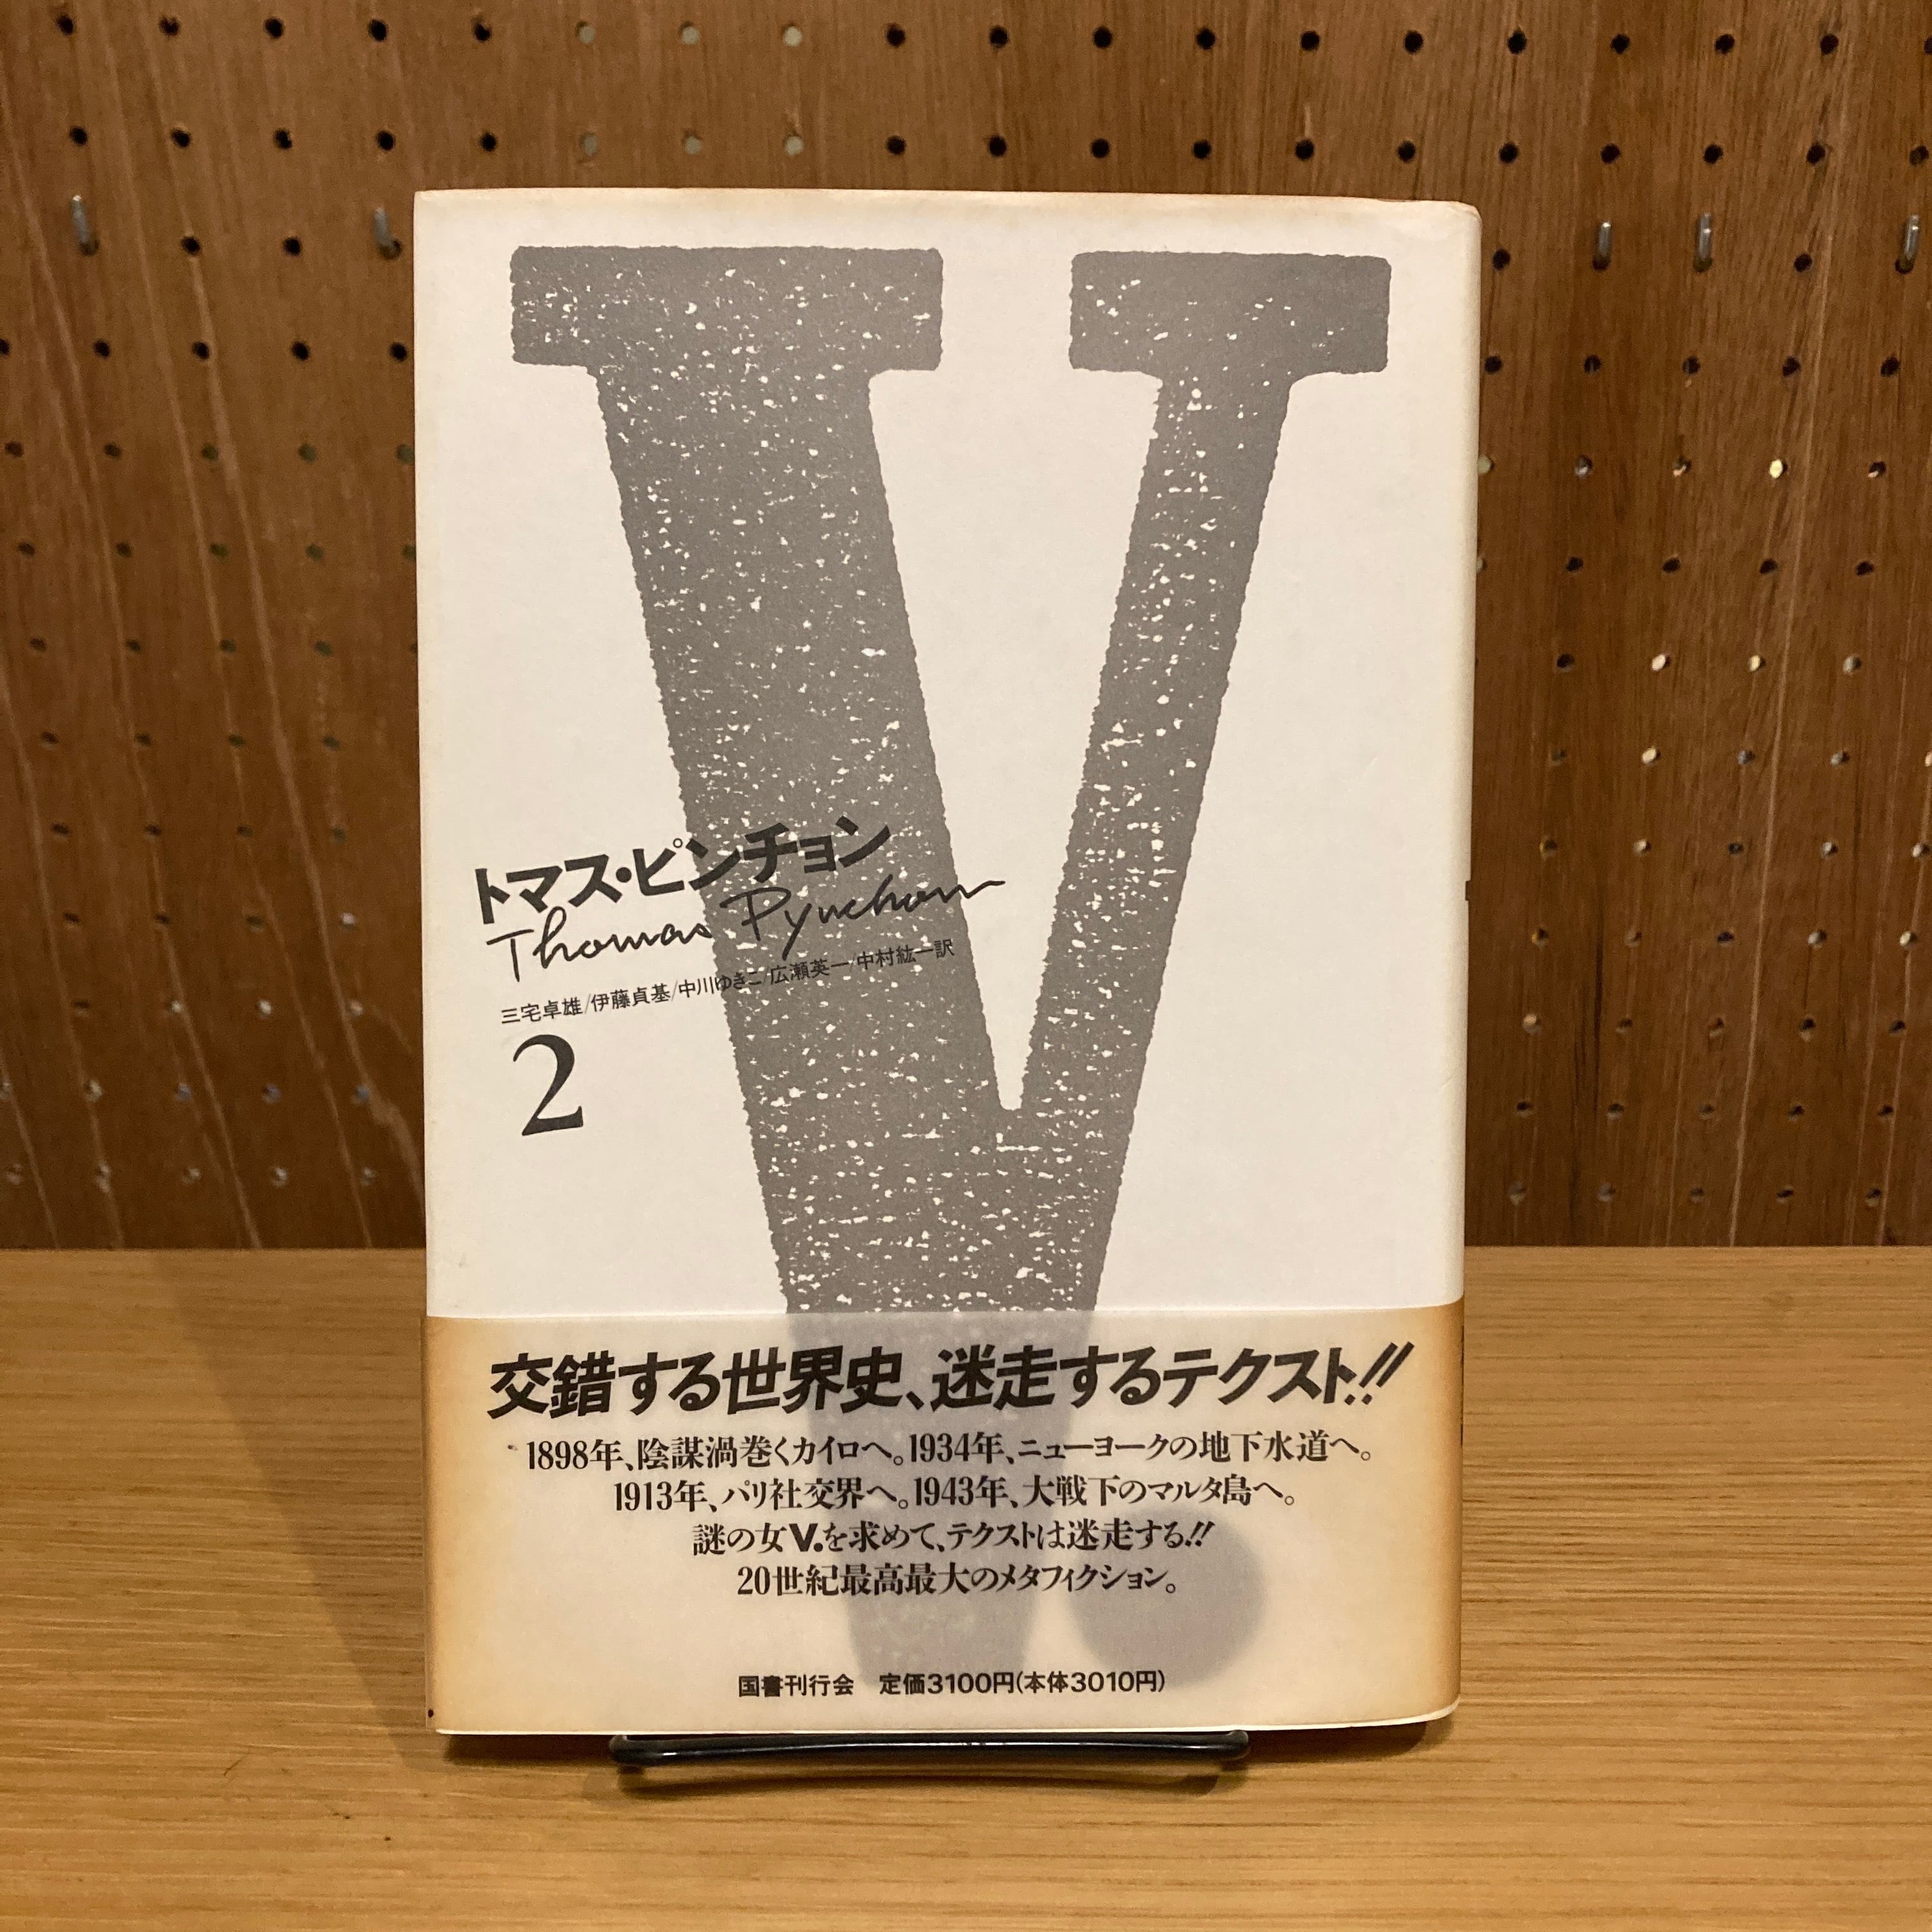 V.
トマス・ピンチョン
Thomas Pynchon
三宅卓雄/伊藤貞基/中川ゆきこ/広瀬英一/中村紘一訳
2
交錯する世界史、迷走するテクスト!!
1898年、陰謀渦巻くカイロへ。1934年、ニューヨークの地下水道へ。
1913年、パリ社交界へ。1943年、大戦下のマルタ島へ。
謎の女V.を求めて、テクストは迷走する!!
20世紀最高最大のメタフィクション。
国書刊行会 定価3100円(本体3010円)